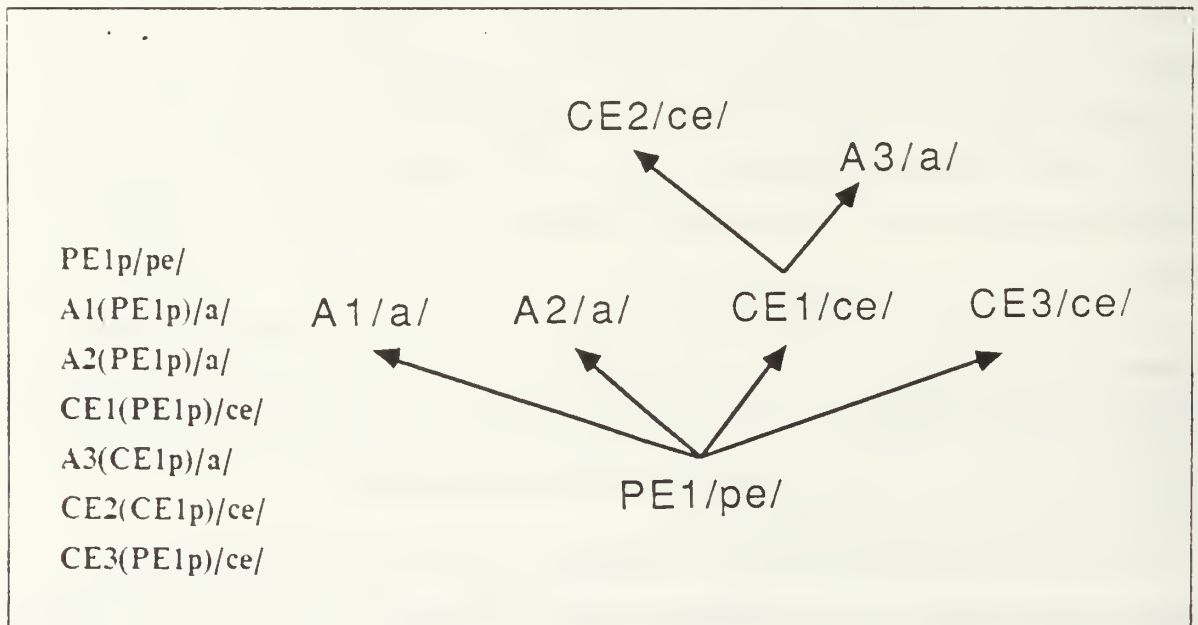 CE2/ce/
A3/a/
PE1p/pe/
A1(PE1p)/a/
A2(PE1p)/a/
CE1(PE1p)/ce/
A3(CE1p)/a/
CE2(CE1p)/ce/
CE3(PE1p)/ce/
A1/a/ A2/a/ CE1/ce/ CE3/ce/
PE1/pe/